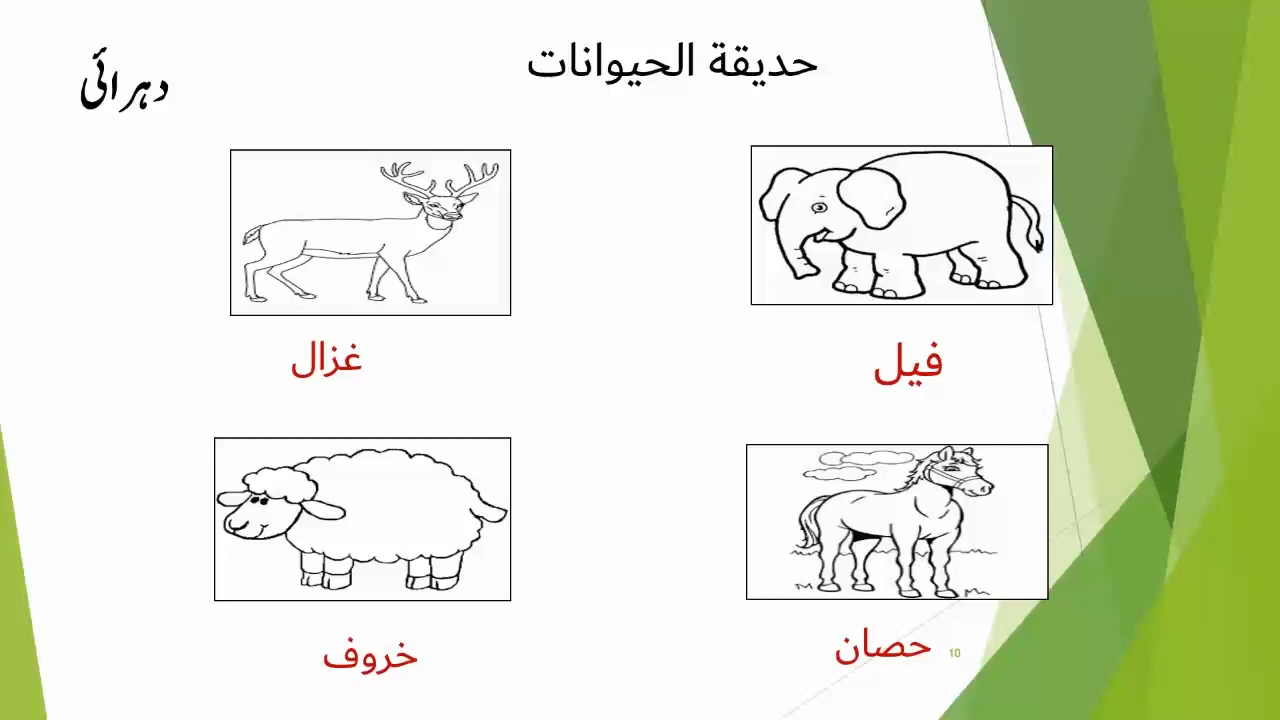 حديقة الحيوانات
دہرائی
فيل
غزال
حصان
خروف
10